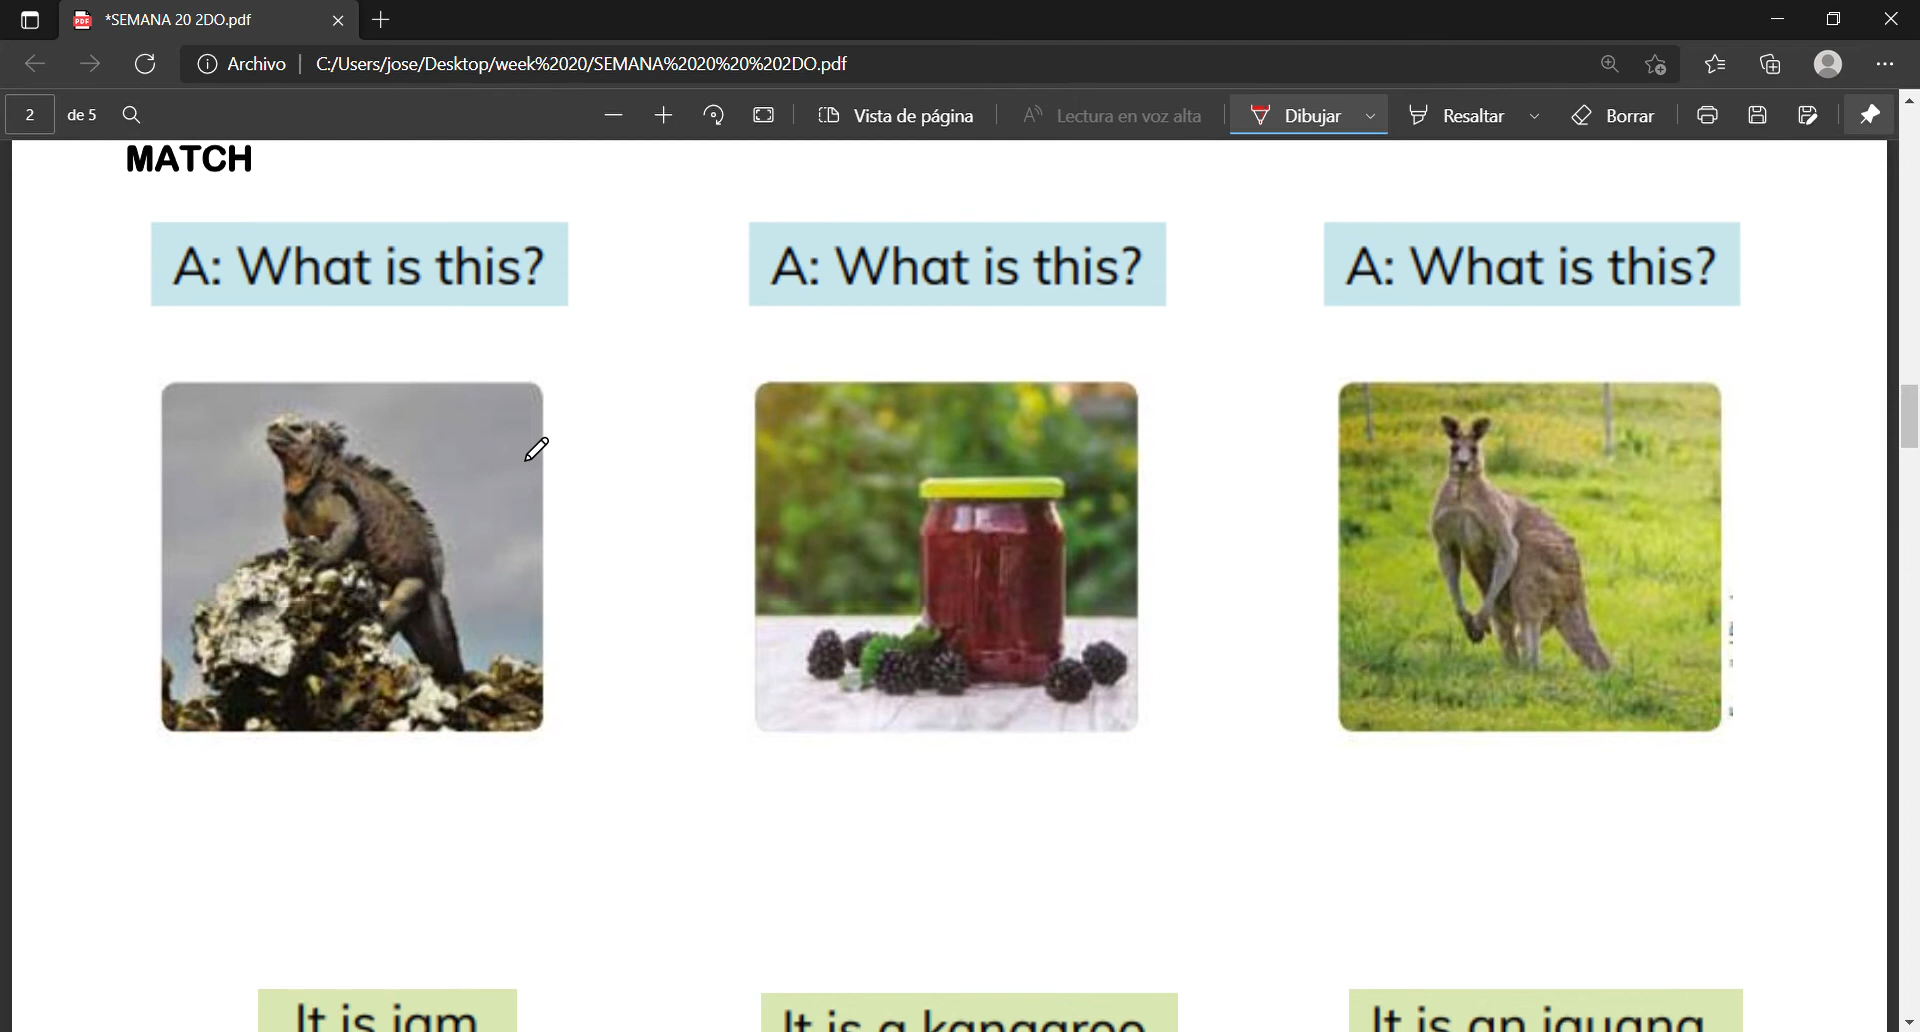 *SEMANA 20 2DO.pdf
Archivo | C:/Users/jose/Desktop/week%2020/SEMANA%2020%20%202DO.pdf
2 de 5 Vista de página Lectura en voz alta Dibujar Resaltar Borrar
MATCH
A: What is this? A: What is this? A: What is this?
It is jam It is a kangaroo It is an iguana